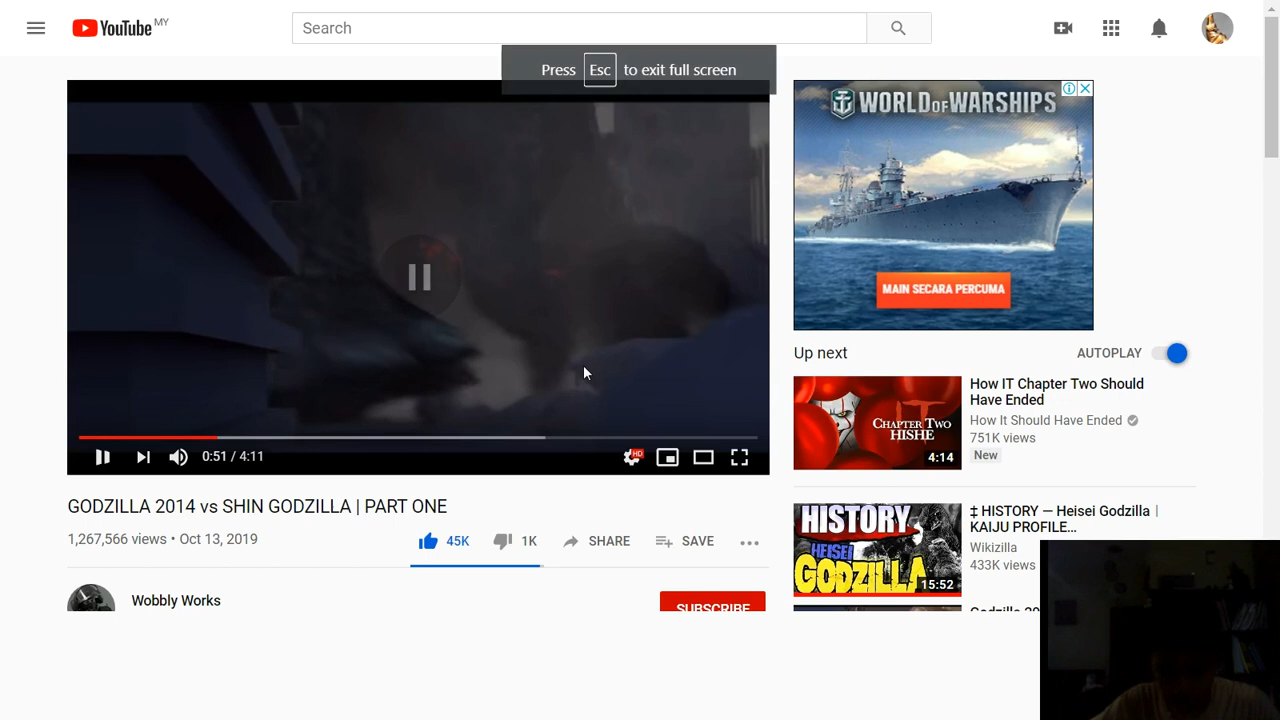 YouTube MY
Search
Press Esc to exit full screen
WORLD OF WARSHIPS
MAIN SECARA PERCUMA
HD
0:51 / 4:11
GODZILLA 2014 vs SHIN GODZILLA | PART ONE
1,267,566 views • Oct 13, 2019
45K
1K
SHARE
SAVE
Wobbly Works
SUBSCRIBE
Up next
AUTOPLAY
IT
CHAPTER TWO
HISHE
4:14
How IT Chapter Two Should
Have Ended
How It Should Have Ended
751K views
New
HISTORY
HEISEI
GODZILLA
15:52
‡ HISTORY — Heisei Godzilla |
KAIJU PROFILE...
Wikizilla
433K views